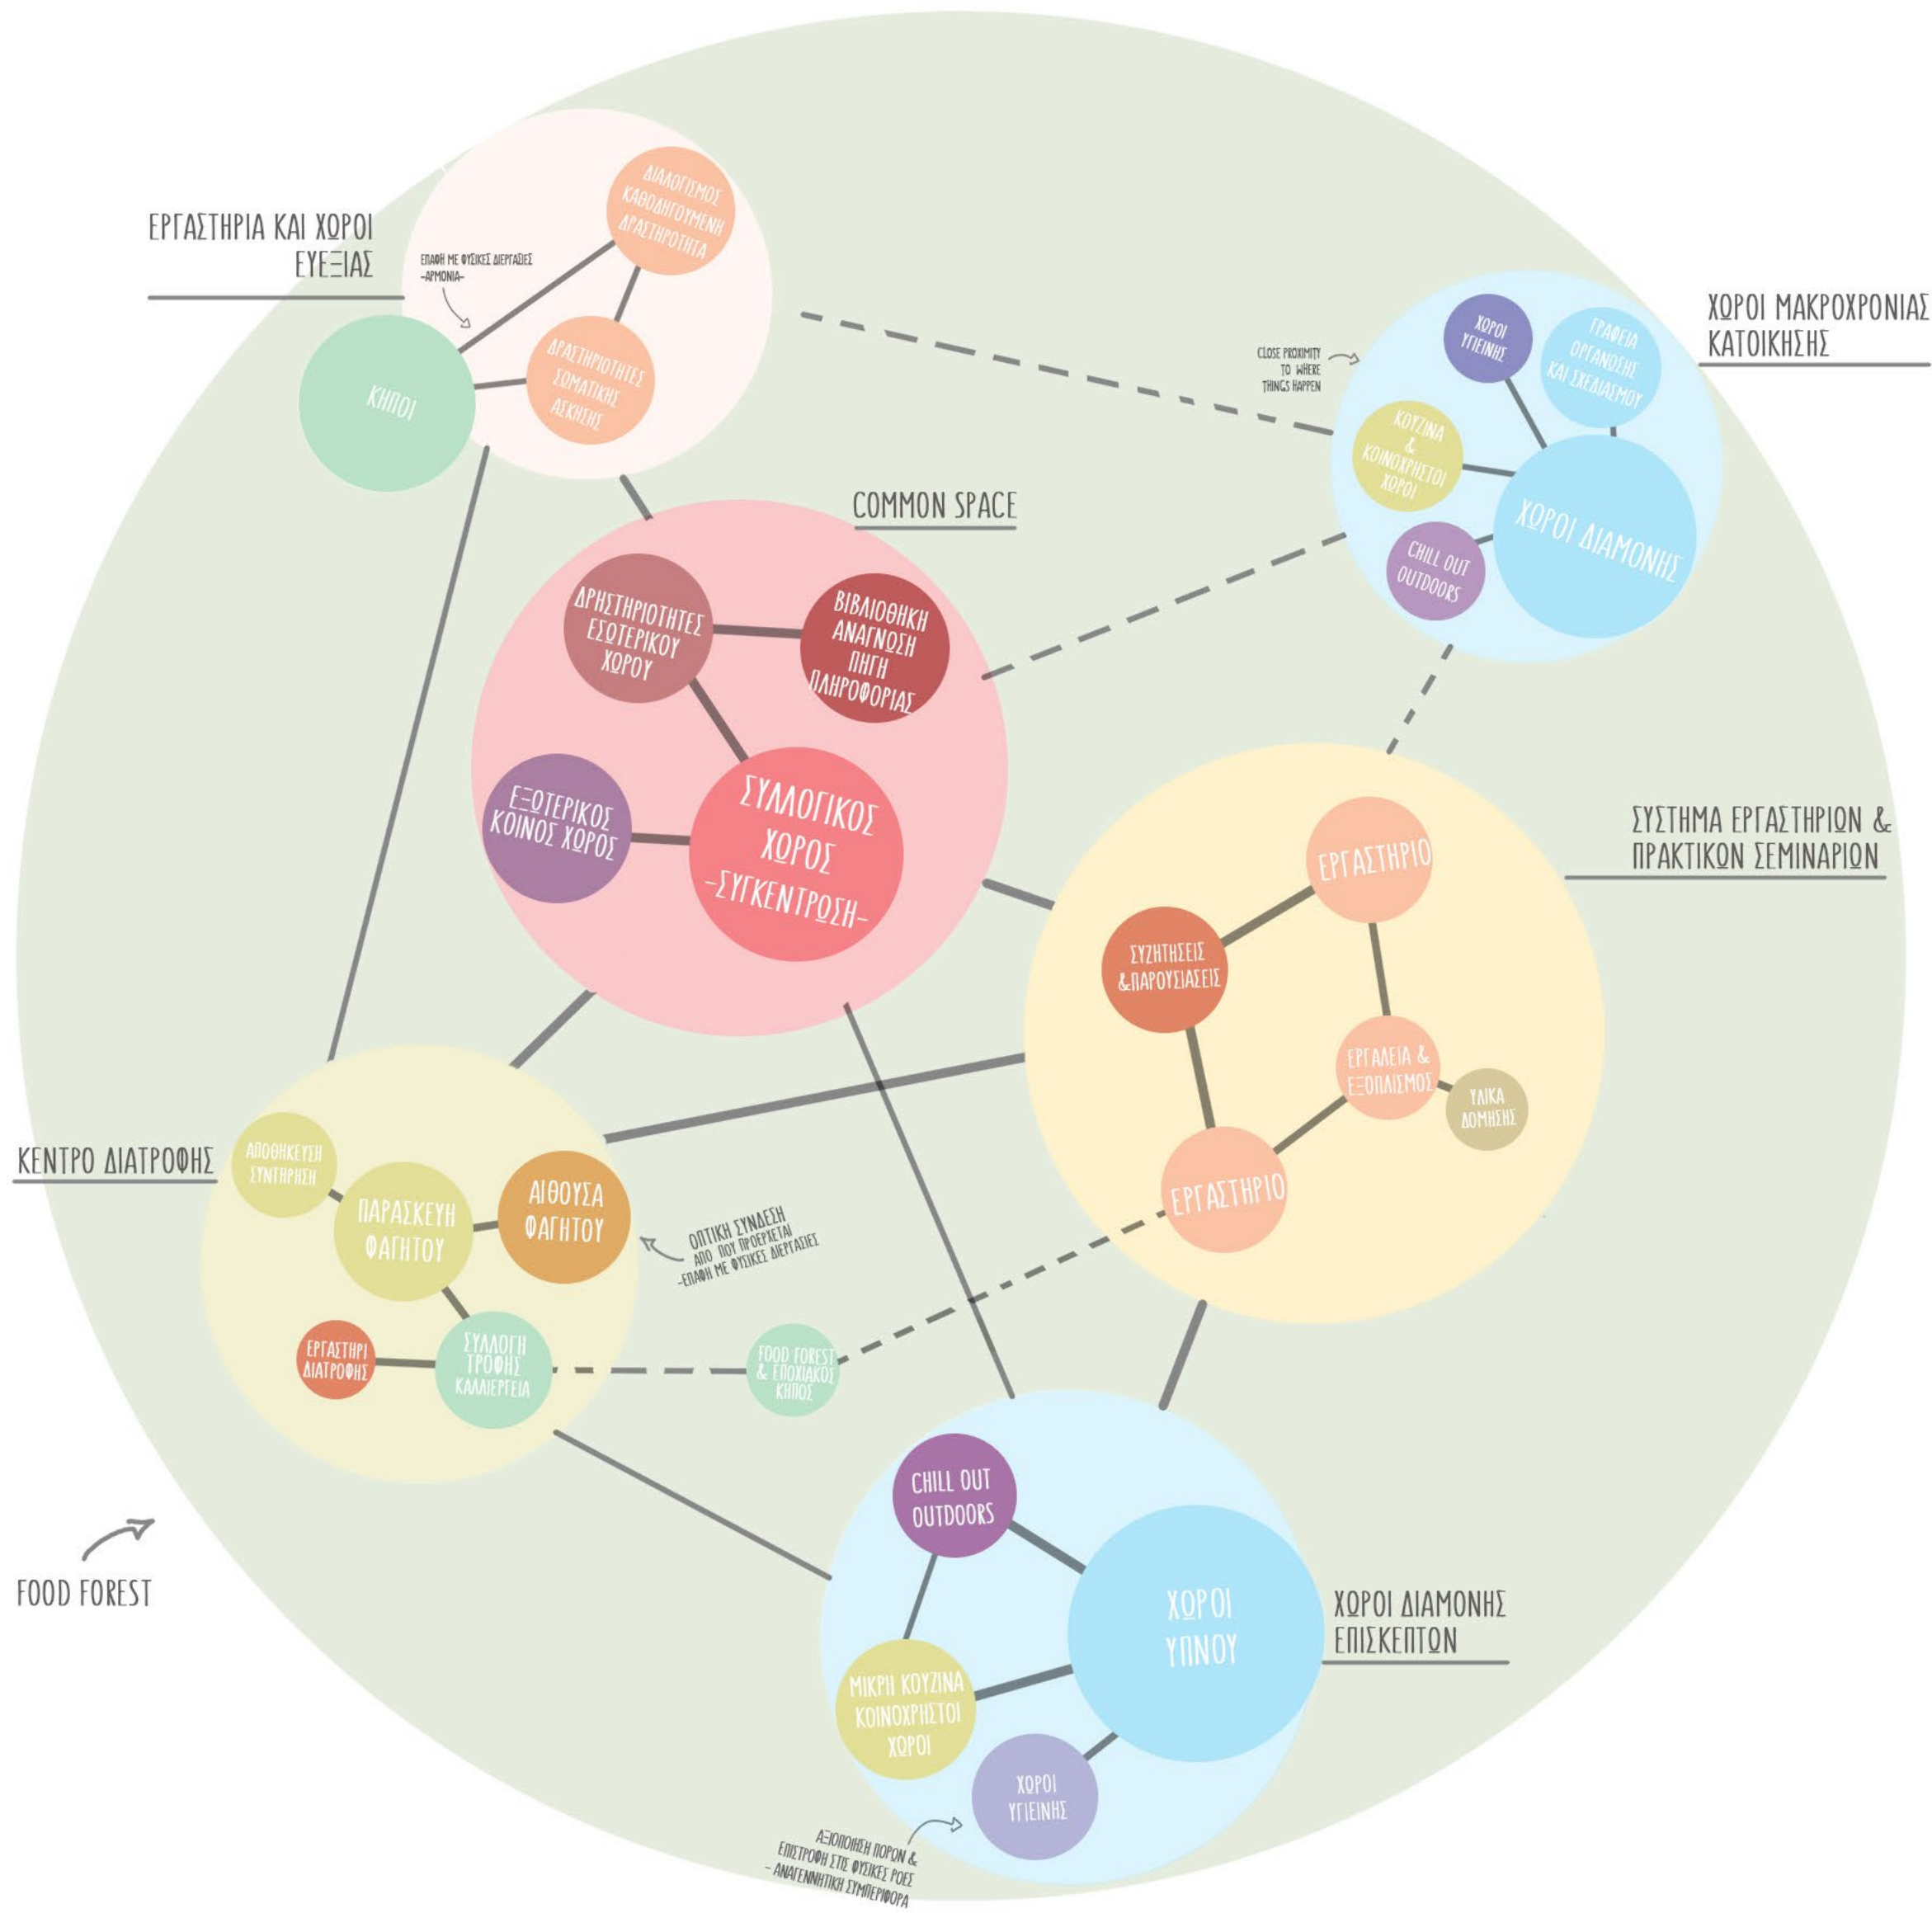 ΕΡΓΑΣΤΗΡΙΑ ΚΑΙ ΧΩΡΟΙ
ΕΥΕΞΙΑΣ
ΔΙΑΛΟΓΙΣΜΟΣ
ΚΑΘΟΔΗΓΟΥΜΕΝΗ
ΔΡΑΣΤΗΡΟΤΗΤΑ
ΕΠΑΦΗ ΜΕ ΦΥΣΙΚΕΣ ΔΙΕΡΓΑΣΙΕΣ
-ΑΡΜΟΝΙΑ-
ΚΗΠΟΙ
ΔΡΑΣΤΗΡΙΟΤΗΤΕΣ
ΣΩΜΑΤΙΚΗΣ
ΑΣΚΗΣΗΣ
ΧΩΡΟΙ ΜΑΚΡΟΧΡΟΝΙΑΣ
ΚΑΤΟΙΚΗΣΗΣ
CLOSE PROXIMITY
TO WHERE
THINGS HAPPEN
ΧΩΡΟΙ
ΥΓΙΕΙΝΗΣ
ΓΡΑΦΕΙΑ
ΟΡΓΑΝΩΣΗΣ
ΚΑΙ ΣΧΕΔΙΑΣΜΟΥ
ΚΟΥΖΙΝΑ
&
ΚΟΙΝΟΧΡΗΣΤΟΙ
ΧΩΡΟΙ
CHILL OUT
OUTDOORS
ΧΩΡΟΙ ΔΙΑΜΟΝΗΣ
COMMON SPACE
ΔΡΗΣΤΗΡΙΟΤΗΤΕΣ
ΕΣΩΤΕΡΙΚΟΥ
ΧΩΡΟΥ
ΒΙΒΛΙΟΘΗΚΗ
ΑΝΑΓΝΩΣΗ
ΠΗΓΗ
ΠΛΗΡΟΦΟΡΙΑΣ
ΕΞΩΤΕΡΙΚΟΣ
ΚΟΙΝΟΣ ΧΩΡΟΣ
ΣΥΛΛΟΓΙΚΟΣ
ΧΩΡΟΣ
-ΣΥΓΚΕΝΤΡΩΣΗ-
ΣΥΣΤΗΜΑ ΕΡΓΑΣΤΗΡΙΩΝ &
ΠΡΑΚΤΙΚΩΝ ΣΕΜΙΝΑΡΙΩΝ
ΕΡΓΑΣΤΗΡΙΟ
ΣΥΖΗΤΗΣΕΙΣ
&ΠΑΡΟΥΣΙΑΣΕΙΣ
ΕΡΓΑΛΕΙΑ &
ΕΞΟΠΛΙΣΜΟΣ
ΥΛΙΚΑ
ΔΟΜΗΣΗΣ
ΕΡΓΑΣΤΗΡΙΟ
ΚΕΝΤΡΟ ΔΙΑΤΡΟΦΗΣ
ΑΠΟΘΗΚΕΥΣΗ
ΣΥΝΤΗΡΗΣΗ
ΠΑΡΑΣΚΕΥΗ
ΦΑΓΗΤΟΥ
ΑΙΘΟΥΣΑ
ΦΑΓΗΤΟΥ
ΟΠΤΙΚΗ ΣΥΝΔΕΣΗ
ΑΠΟ ΠΟΥ ΠΡΟΕΡΧΕΤΑΙ
-ΕΠΑΦΗ ΜΕ ΦΥΣΙΚΕΣ ΔΙΕΡΓΑΣΙΕΣ
ΕΡΓΑΣΤΗΡΙ
ΔΙΑΤΡΟΦΗΣ
ΣΥΛΛΟΓΗ
ΤΡΟΦΗΣ
ΚΑΛΛΙΕΡΓΕΙΑ
FOOD FOREST
& ΕΠΟΧΙΑΚΟΣ
ΚΗΠΟΣ
FOOD FOREST
CHILL OUT
OUTDOORS
ΧΩΡΟΙ
ΥΠΝΟΥ
ΧΩΡΟΙ ΔΙΑΜΟΝΗΣ
ΕΠΙΣΚΕΠΤΩΝ
ΜΙΚΡΗ ΚΟΥΖΙΝΑ
ΚΟΙΝΟΧΡΗΣΤΟΙ
ΧΩΡΟΙ
ΧΩΡΟΙ
ΥΓΙΕΙΝΗΣ
ΑΞΙΟΠΟΙΗΣΗ ΠΟΡΩΝ &
ΕΠΙΣΤΡΟΦΗ ΣΤΙΣ ΦΥΣΙΚΕΣ ΡΟΕΣ
- ΑΝΑΓΕΝΝΗΤΙΚΗ ΣΥΜΠΕΡΙΦΟΡΑ